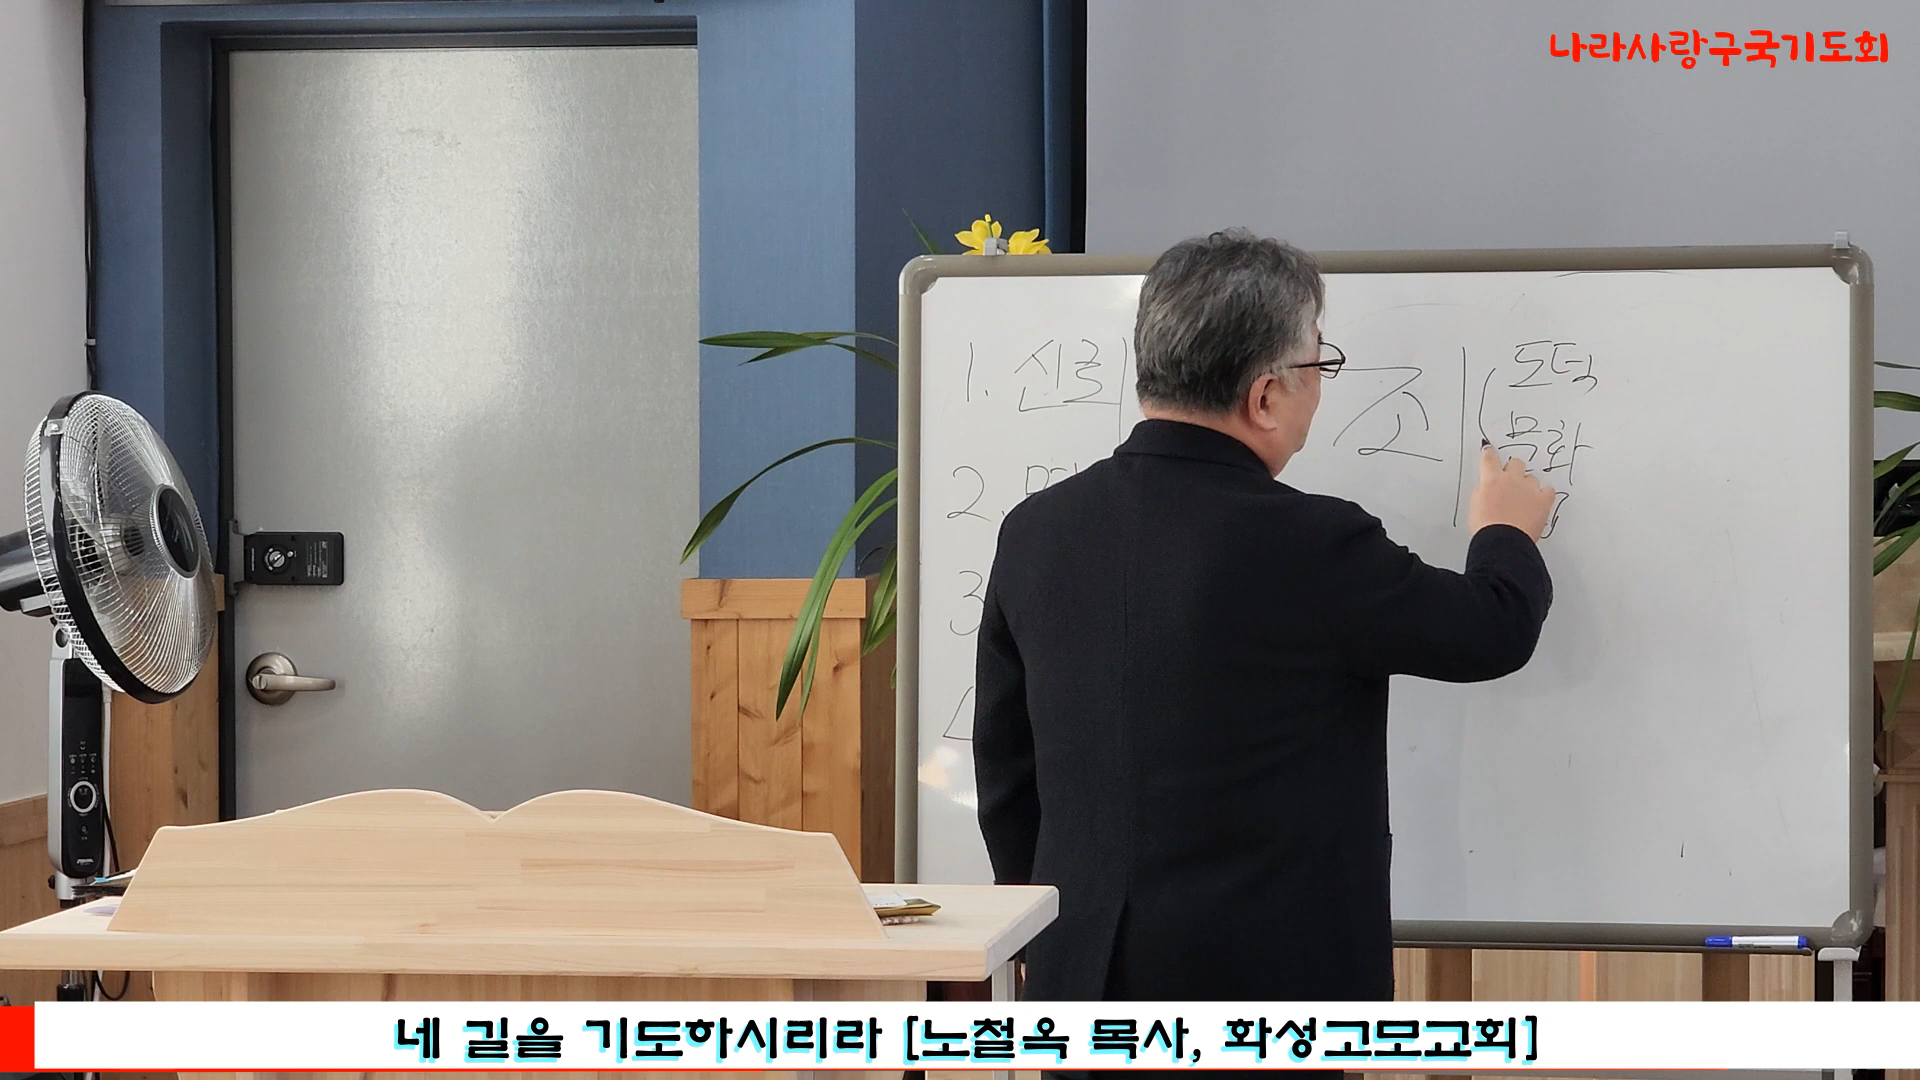 나라사랑구국기도회
1. 신뢰
2.
3
조
도덕
문화
네 길을 기도하시리라 [노철옥 목사, 화성고모교회]